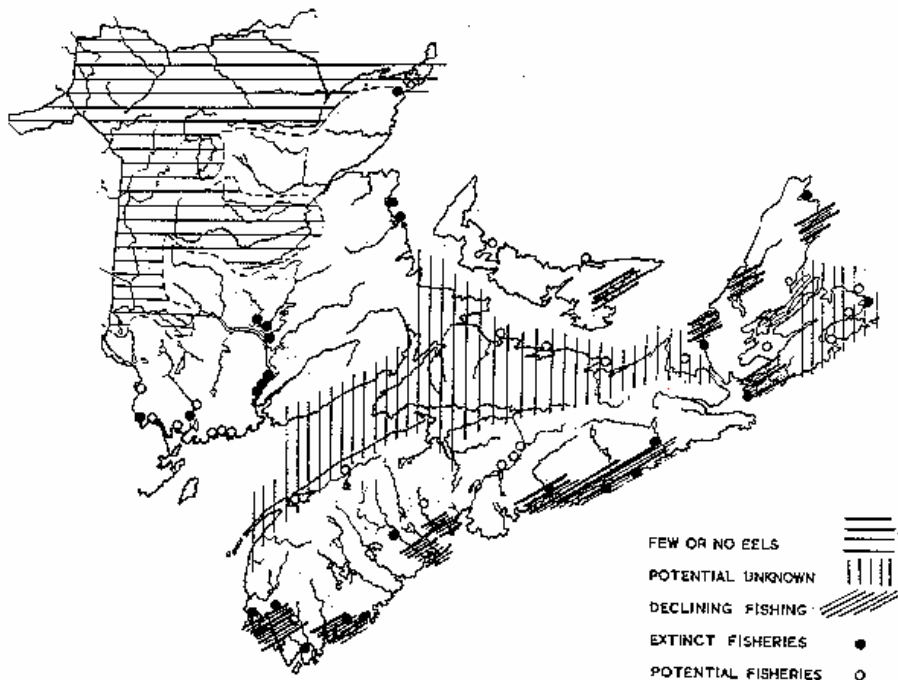 FEW OR NO EELS
POTENTIAL UNKNOWN
DECLINING FISHING
EXTINCT FISHERIES
POTENTIAL FISHERIES